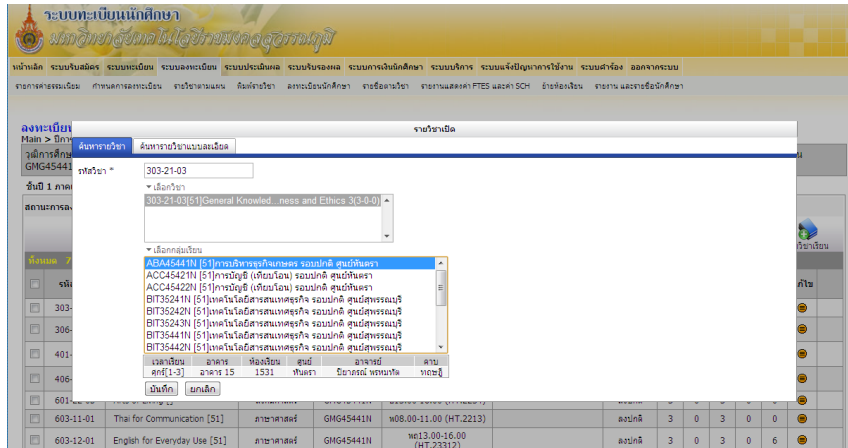 ระบบทะเบียนนักศึกษา
มหาวิทยาลัยเทคโนโลยีราชมงคลสุวรรณภูมิ
หน้าหลัก ระบบรับสมัคร ระบบทะเบียน ระบบลงทะเบียน ระบบประเมินผล ระบบรับรองผล ระบบการเงินนักศึกษา ระบบบริการ ระบบแจ้งปัญหาการใช้งาน ระบบสำรอง ออกจากระบบ
รายการค่าธรรมเนียม กำหนดการลงทะเบียน รายวิชาตามแผน พิมพ์รายวิชา ลงทะเบียนนักศึกษา รายชื่อตามวิชา รายงานแสดงค่า FTES และค่า SCH ย้ายห้องเรียน รายงาน และรายชื่อนักศึกษา
ลงทะเบีย
รายวิชาเปิด
Main > ปีกา
ค้นหารายวิชา ค้นหารายวิชาแบบละเอียด
วุฒิการศึกษ
GMG45441
รหัสวิชา * 303-21-03
เลือกวิชา
ชั้นปี 1 ภาค
303-21-03[51]General Knowled...ness and Ethics 3(3-0-0)
สถานะการลง
วิชาเรียน
เลือกกลุ่มเรียน
ทั้งหมด 7
ABA45441N [51]การบริหารธุรกิจเกษตร รอบปกติ ศูนย์หันตรา
ACC45421N [51]การบัญชี (เทียบโอน) รอบปกติ ศูนย์หันตรา
ACC45422N [51]การบัญชี (เทียบโอน) รอบปกติ ศูนย์หันตรา
รหั ก้ไข
BIT35241N [51]เทคโนโลยีสารสนเทศธุรกิจ รอบปกติ ศูนย์สุพรรณบุรี
303-
BIT35242N [51]เทคโนโลยีสารสนเทศธุรกิจ รอบปกติ ศูนย์สุพรรณบุรี
BIT35243N [51]เทคโนโลยีสารสนเทศธุรกิจ รอบปกติ ศูนย์สุพรรณบุรี
306-
BIT35441N [51]เทคโนโลยีสารสนเทศธุรกิจ รอบปกติ ศูนย์สุพรรณบุรี
BIT35442N [51]เทคโนโลยีสารสนเทศธุรกิจ รอบปกติ ศูนย์สุพรรณบุรี
401-
เวลาเรียน อาคาร ห้องเรียน ศูนย์ อาจารย์ คาบ
ศุกร์[1-3] อาคาร 15 1531 หันตรา ปิยาภรณ์ พรหมทัต ทฤษฎี
406-
บันทึก ยกเลิก
603-11-01 Thai for Communication [51] ภาษาศาสตร์ GMG45441N พ08.00-11.00 (HT.2213) ลงปกติ 3 0 3 0 0
603-12-01 English for Everyday Use [51] ภาษาศาสตร์ GMG45441N พฤ13.00-16.00 (HT.23312) ลงปกติ 3 0 3 0 6